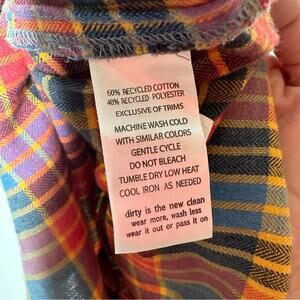 60% RECYCLED COTTON
40% RECYCLED POLYESTER
EXCLUSIVE OF TRIMS
MACHINE WASH COLD
WITH SIMILAR COLORS
GENTLE CYCLE
DO NOT BLEACH
TUMBLE DRY LOW HEAT
COOL IRON AS NEEDED
dirty is the new clean
wear more, wash less
wear it out or pass it on